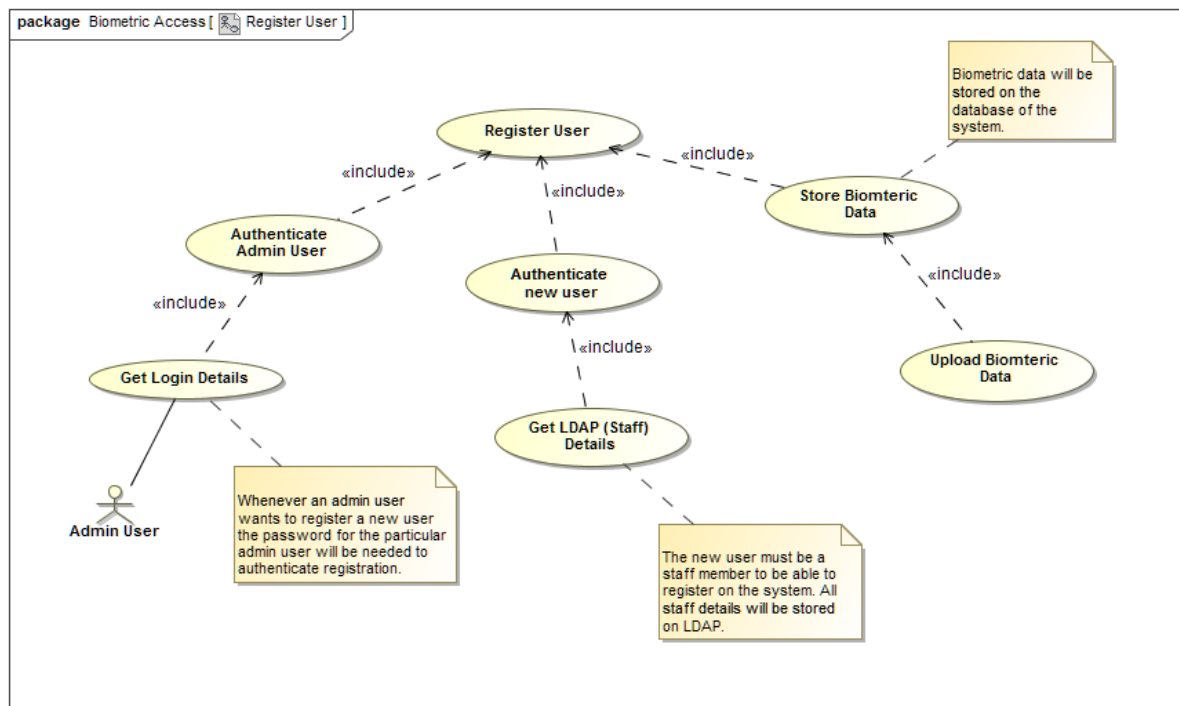 package Biometric Access [ Register User ]
Biometric data will be
stored on the
database of the
system.
Register User
«include»
«include»
«include»
Store Biomteric
Data
Authenticate
Admin User
Authenticate
new user
«include»
«include»
«include»
Upload Biomteric
Data
Get Login Details
Get LDAP (Staff)
Details
Admin User
Whenever an admin user
wants to register a new user
the password for the particular
admin user will be needed to
authenticate registration.
The new user must be a
staff member to be able to
register on the system. All
staff details will be stored
on LDAP.